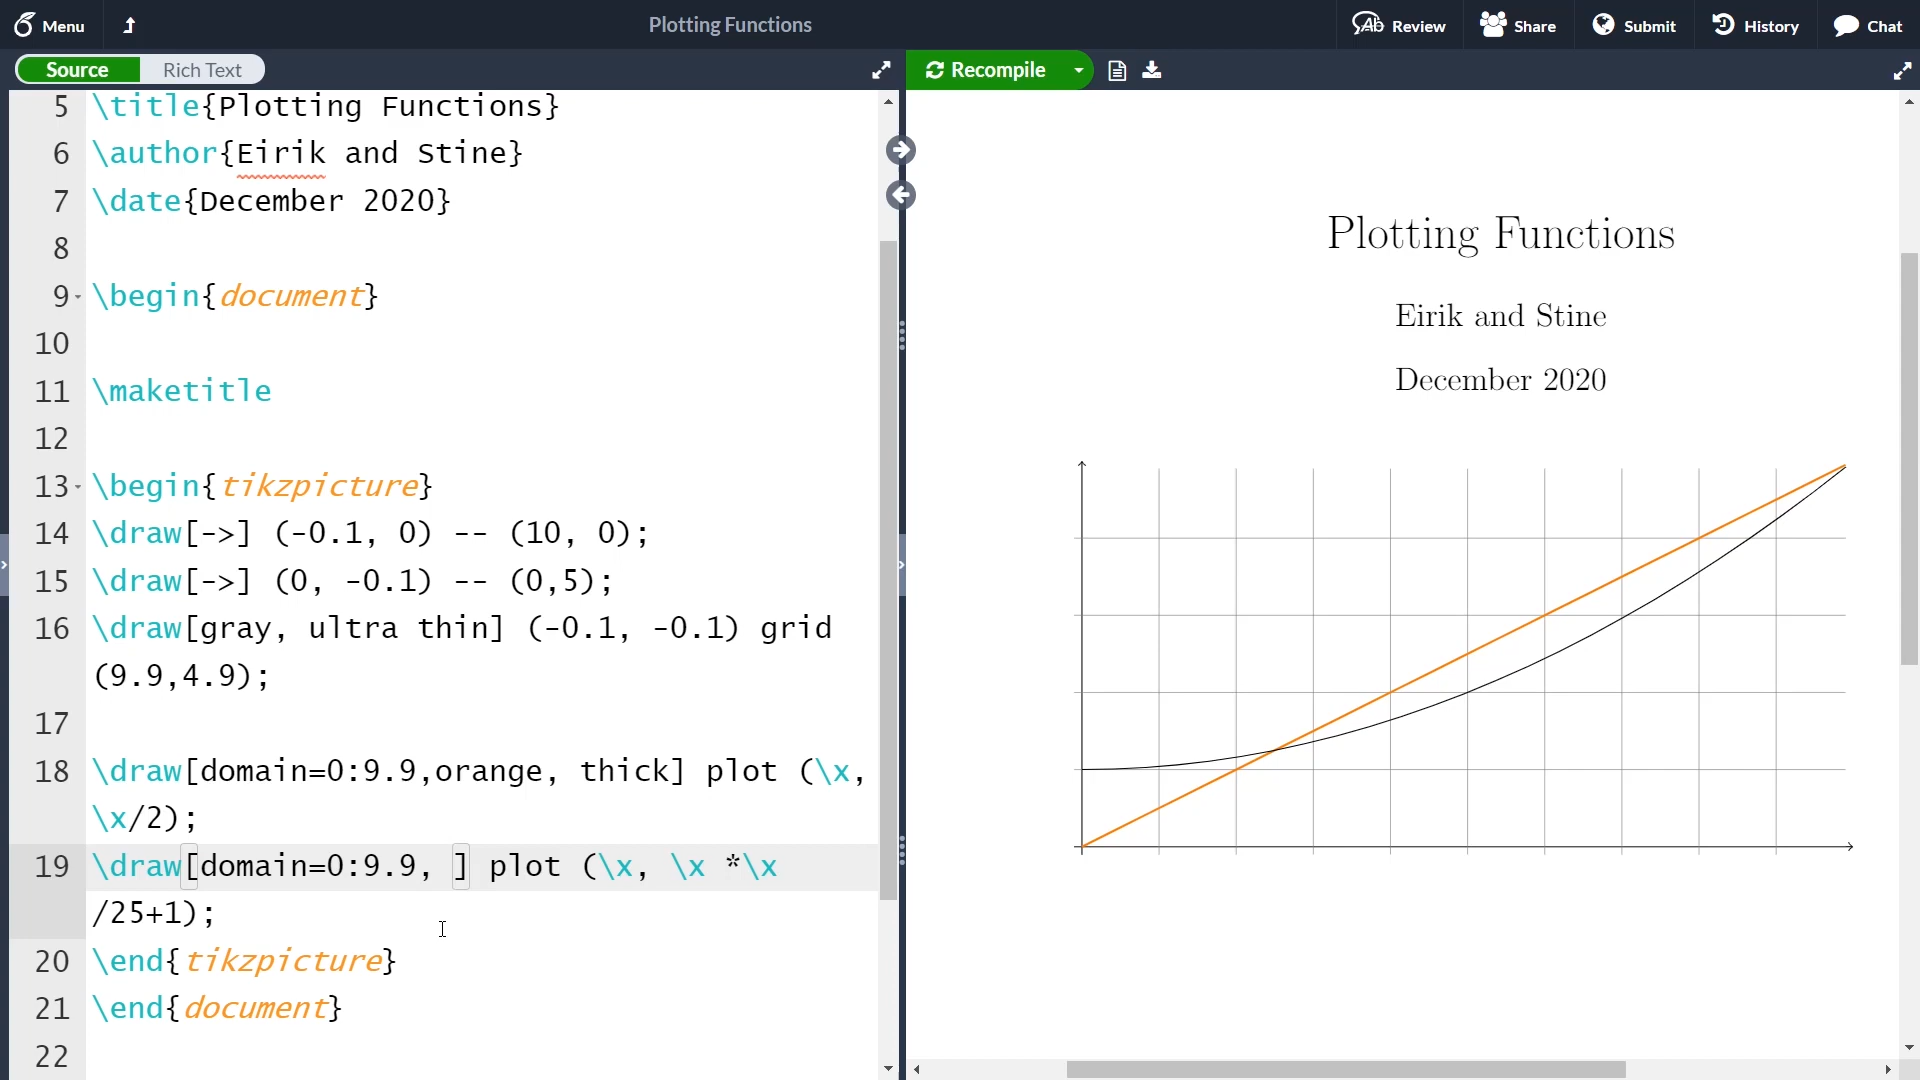 Menu
Plotting Functions
Review
Share
Submit
History
Chat
Source
Rich Text
Recompile
5 \title{Plotting Functions}
6 \author{Eirik and Stine}
7 \date{December 2020}
8
9 \begin{document}
10
11 \maketitle
12
13 \begin{tikzpicture}
14 \draw[->] (-0.1, 0) -- (10, 0);
15 \draw[->] (0, -0.1) -- (0,5);
16 \draw[gray, ultra thin] (-0.1, -0.1) grid
(9.9,4.9);
17
18 \draw[domain=0:9.9,orange, thick] plot (\x,
\x/2);
19 \draw[domain=0:9.9, ] plot (\x, \x *\x
/25+1);
20 \end{tikzpicture}
21 \end{document}
22
Plotting Functions
Eirik and Stine
December 2020